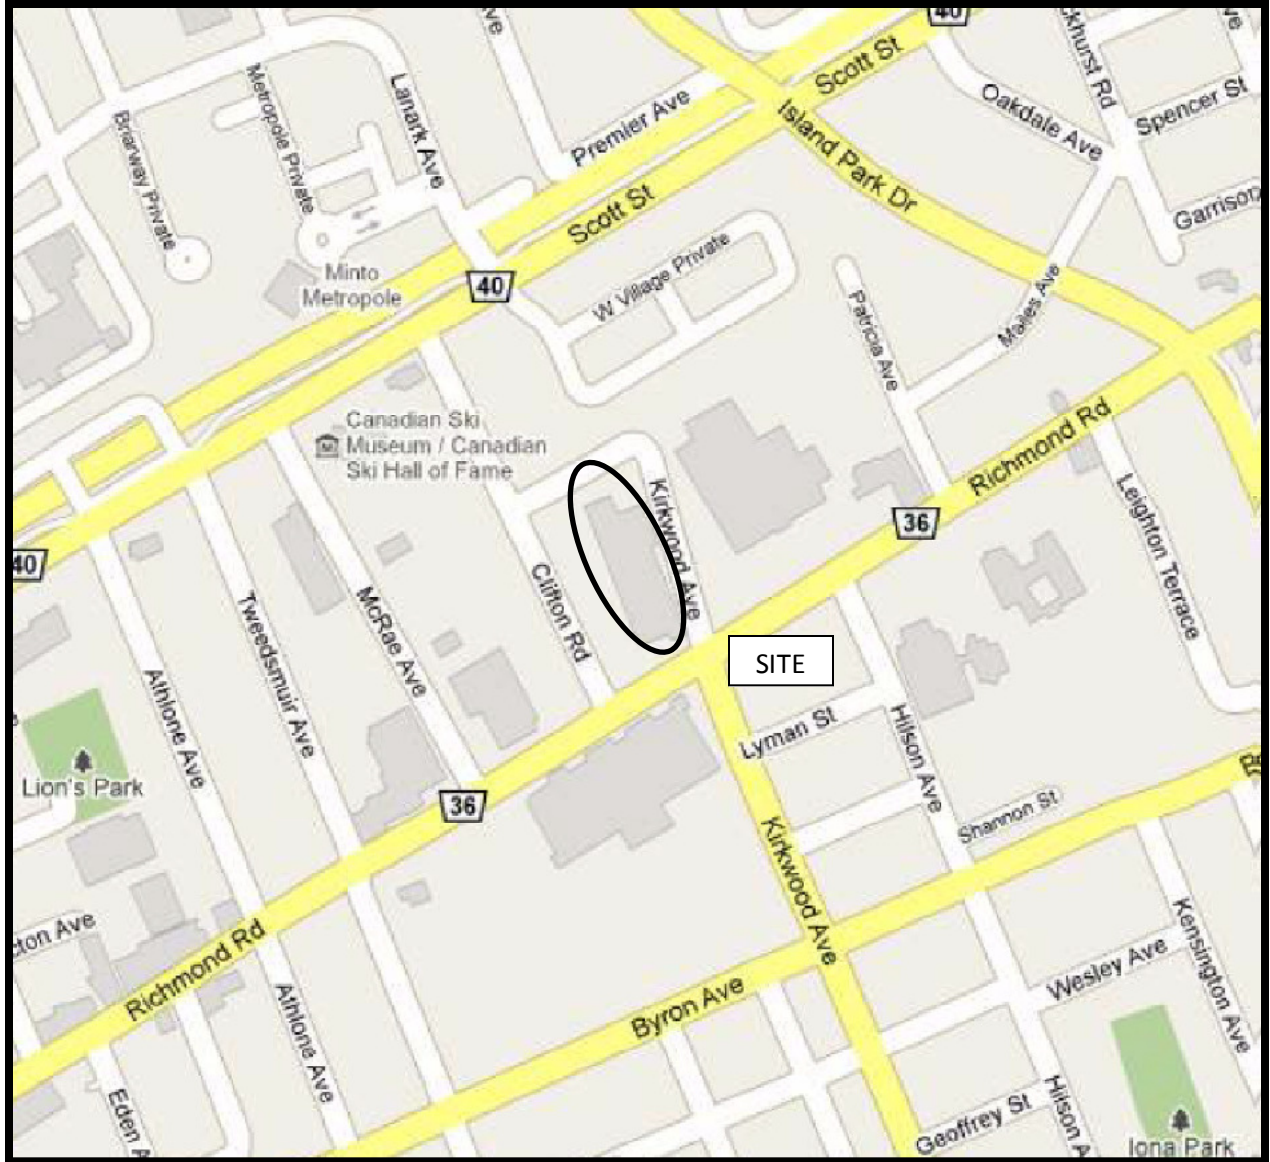 40
Scott St
Lanark Ave
Metropole Private
Briarway Private
Premier Ave
Oakdale Ave
Spencer St
Island Park Dr
Garrison
Scott St
W Village Private
Minto
Metropole
40
Patricia Ave
Mailes Ave
Canadian Ski
Museum / Canadian
Ski Hall of Fame
Richmond Rd
Kirkwood Ave
36
Leighton Terrace
40
Clifton Rd
McRae Ave
Tweedsmuir Ave
Athlone Ave
SITE
Lyman St
Hilson Ave
Lion's Park
36
Shannon St
Kirkwood Ave
Kensington Ave
Wesley Ave
Richmond Rd
Byron Ave
Athlone Ave
Eden A
Geoffrey St
Hilson A
Iona Park